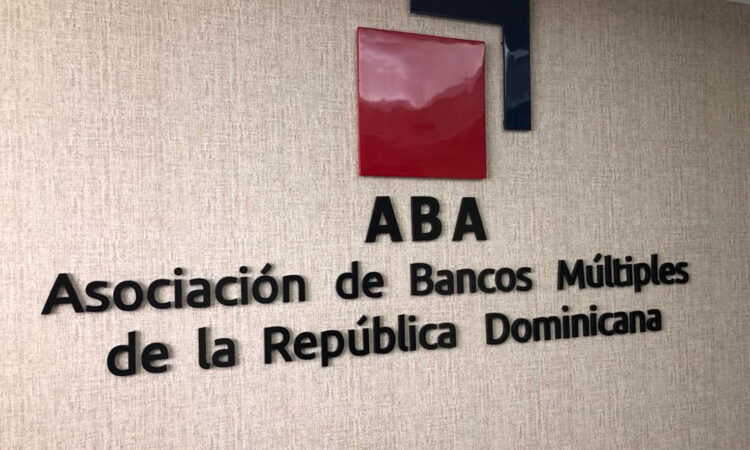 ABA
Asociación de Bancos Múltiples
de la República Dominicana